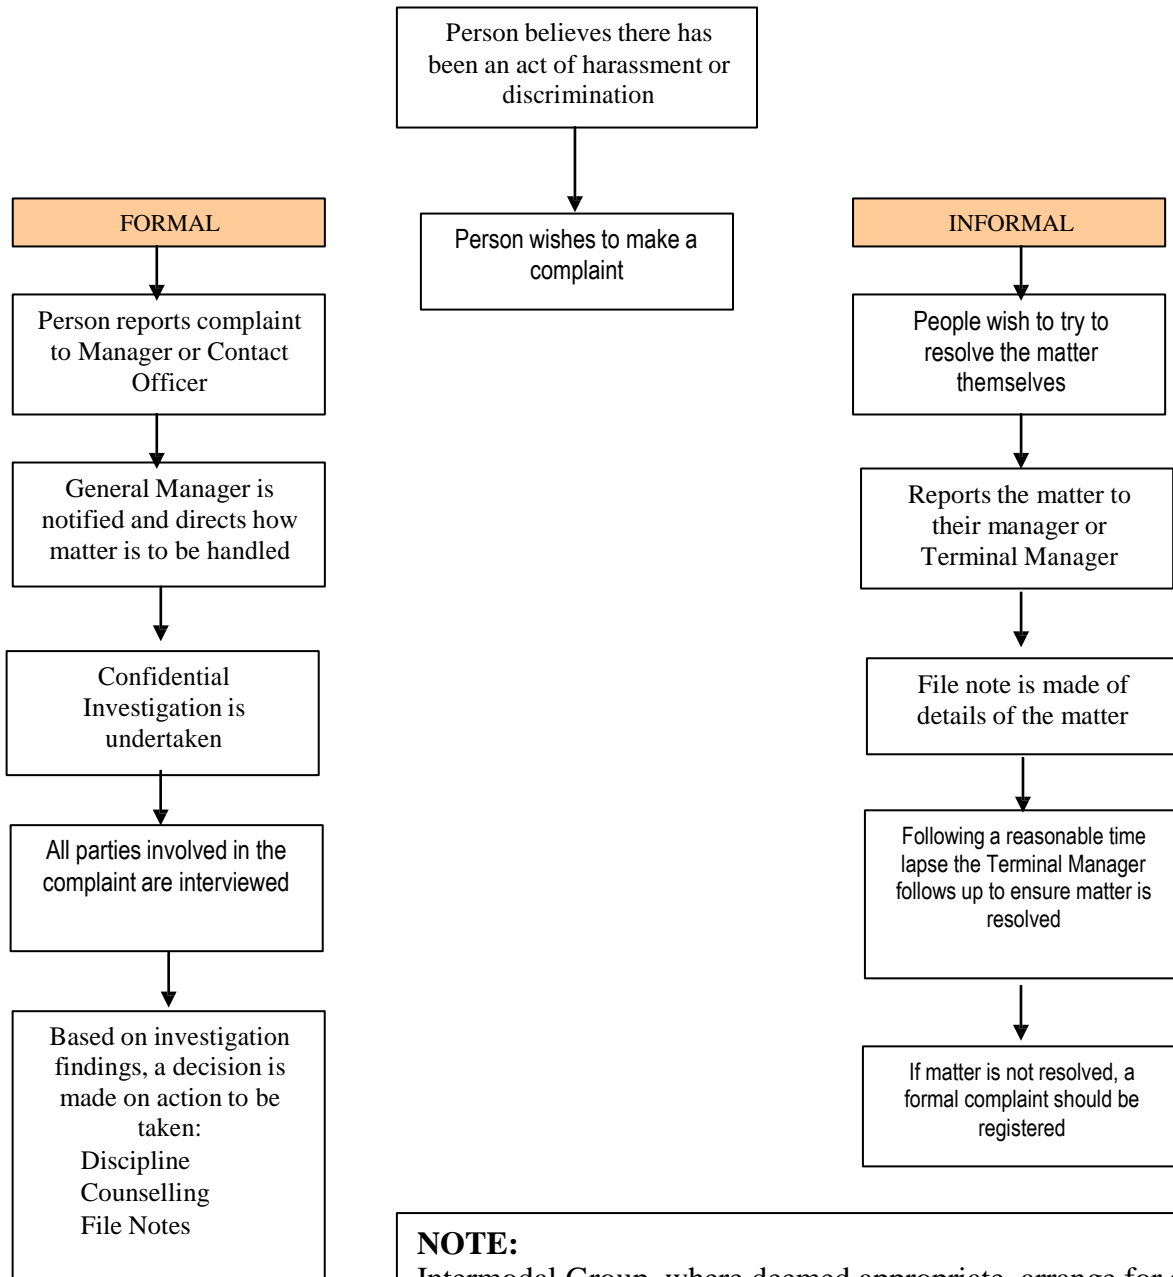 Person believes there has
been an act of harassment or
discrimination
Person wishes to make a
complaint
FORMAL
Person reports complaint
to Manager or Contact
Officer
General Manager is
notified and directs how
matter is to be handled
Confidential
Investigation is
undertaken
All parties involved in the
complaint are interviewed
Based on investigation
findings, a decision is
made on action to be
taken:
Discipline
Counselling
File Notes
INFORMAL
People wish to try to
resolve the matter
themselves
Reports the matter to
their manager or
Terminal Manager
File note is made of
details of the matter
Following a reasonable time
lapse the Terminal Manager
follows up to ensure matter is
resolved
If matter is not resolved, a
formal complaint should be
registered
NOTE:
Intermodal Group, where deemed appropriate, arrange for